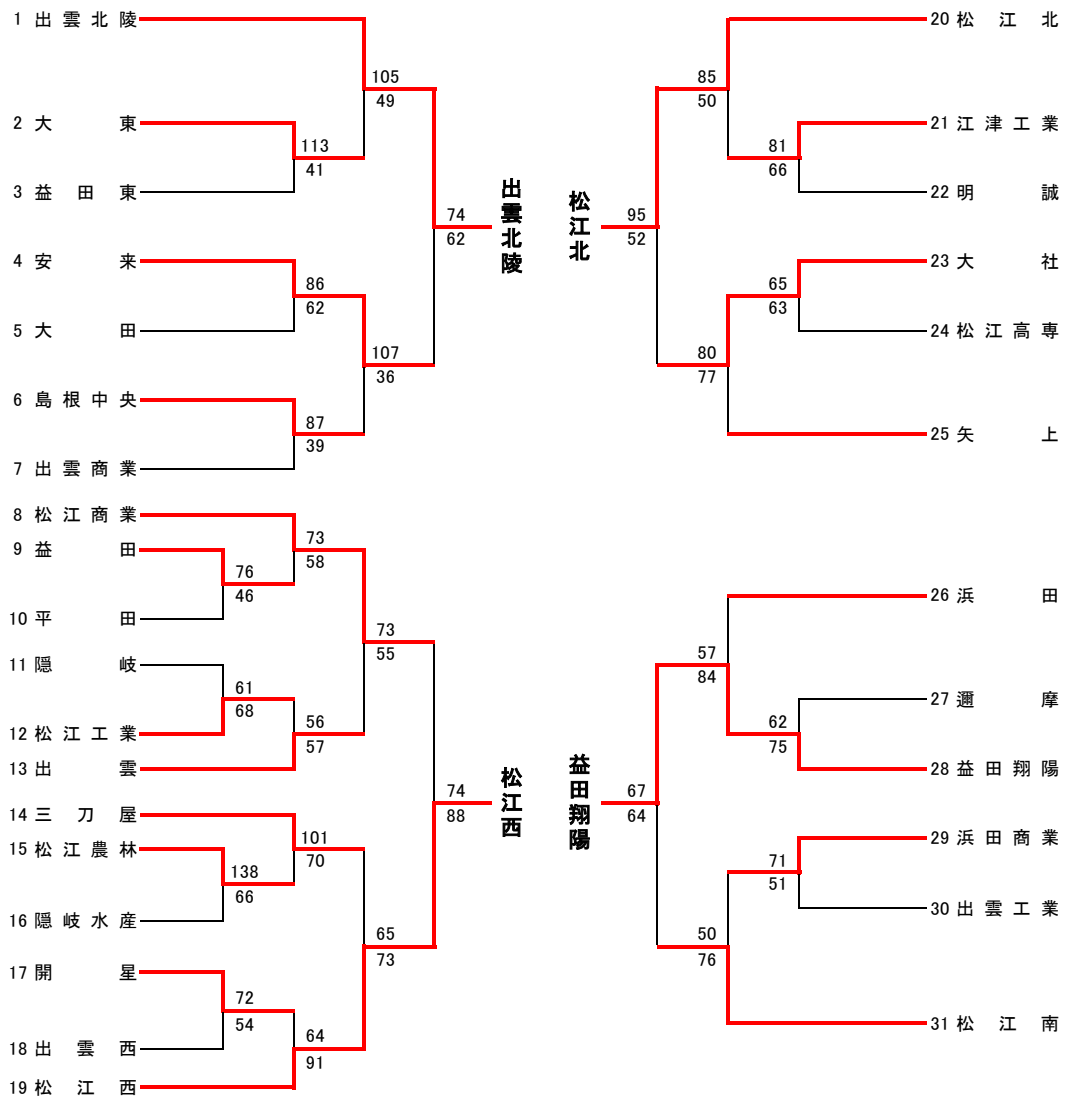 1 出雲北陵
105
49
2 大東
113
41
3 益田東
74
62
出雲北陵
4 安来
86
62
5 大田
107
36
6 島根中央
87
39
7 出雲商業
8 松江商業
73
58
9 益田
76
46
10 平田
73
55
11 隠岐
61
68
12 松江工業
56
57
13 出雲
74
88
松江西
14 三刀屋
101
70
15 松江農林
138
66
16 隠岐水産
65
73
17 開星
72
54
18 出雲西
64
91
19 松江西
20 松江北
85
50
21 江津工業
81
66
22 明誠
松江北
95
52
23 大社
65
63
24 松江高専
80
77
25 矢上
26 浜田
57
84
27 邇摩
62
75
28 益田翔陽
益田翔陽
67
64
29 浜田商業
71
51
30 出雲工業
50
76
31 松江南